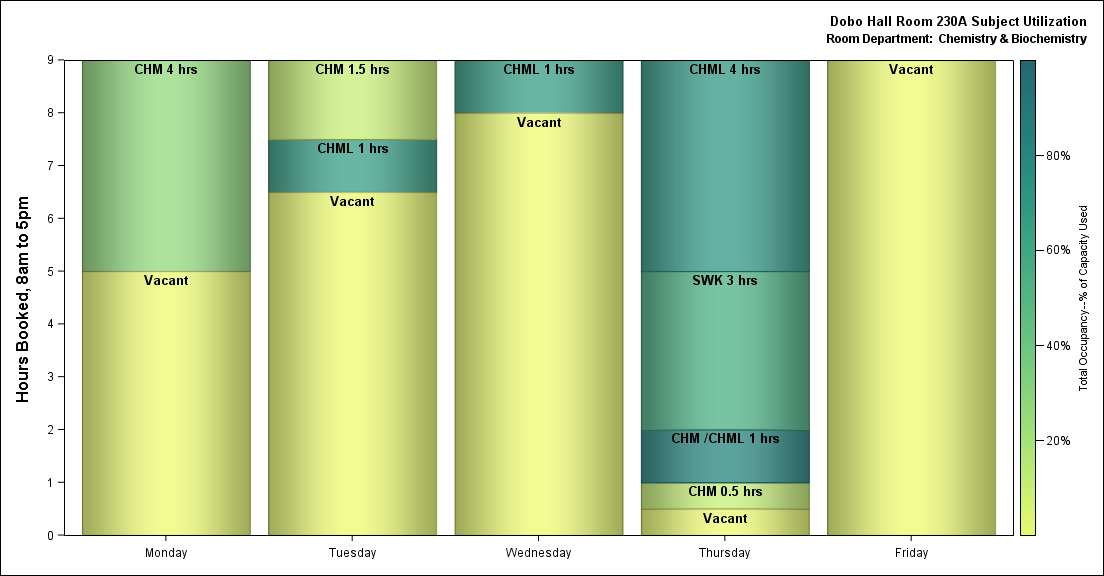 Dobo Hall Room 230A Subject Utilization
Room Department: Chemistry & Biochemistry
Hours Booked, 8am to 5pm
9
8
7
6
5
4
3
2
1
0
CHM 4 hrs
Vacant
CHM 1.5 hrs
CHML 1 hrs
Vacant
CHML 1 hrs
Vacant
CHML 4 hrs
SWK 3 hrs
CHM /CHML 1 hrs
CHM 0.5 hrs
Vacant
Vacant
Monday
Tuesday
Wednesday
Thursday
Friday
80%
60%
40%
20%
Total Occupancy--% of Capacity Used